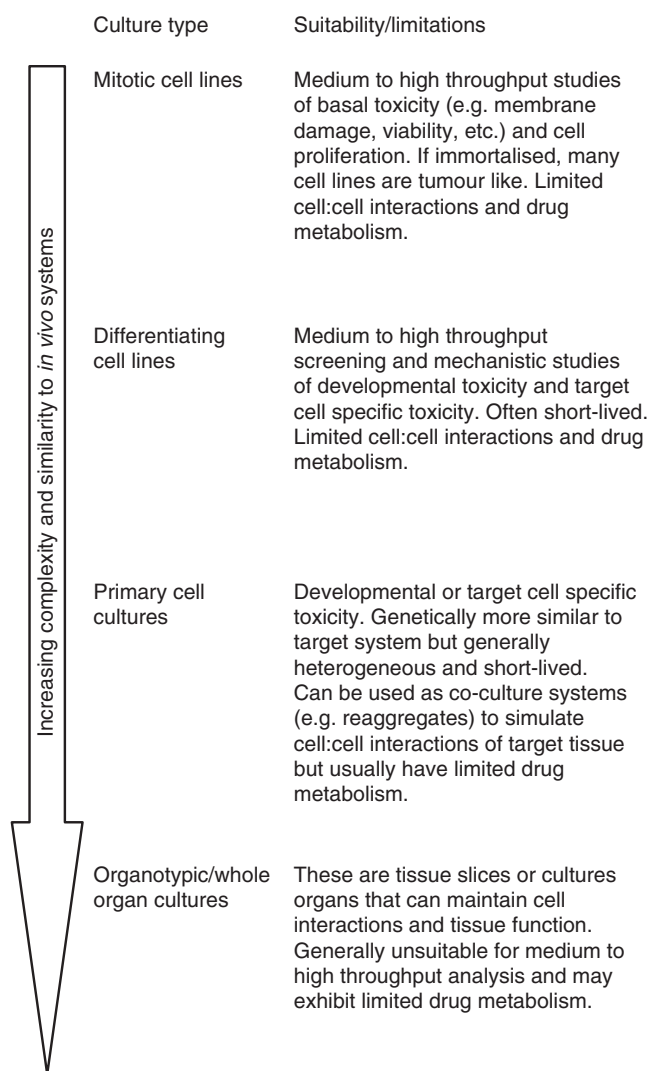 Culture type
Suitability/limitations
Increasing complexity and similarity to in vivo systems
Mitotic cell lines
Medium to high throughput studies
of basal toxicity (e.g. membrane
damage, viability, etc.) and cell
proliferation. If immortalised, many
cell lines are tumour like. Limited
cell:cell interactions and drug
metabolism.
Differentiating
cell lines
Medium to high throughput
screening and mechanistic studies
of developmental toxicity and target
cell specific toxicity. Often short-lived.
Limited cell:cell interactions and drug
metabolism.
Primary cell
cultures
Developmental or target cell specific
toxicity. Genetically more similar to
target system but generally
heterogeneous and short-lived.
Can be used as co-culture systems
(e.g. reaggregates) to simulate
cell:cell interactions of target tissue
but usually have limited drug
metabolism.
Organotypic/whole
organ cultures
These are tissue slices or cultures
organs that can maintain cell
interactions and tissue function.
Generally unsuitable for medium to
high throughput analysis and may
exhibit limited drug metabolism.